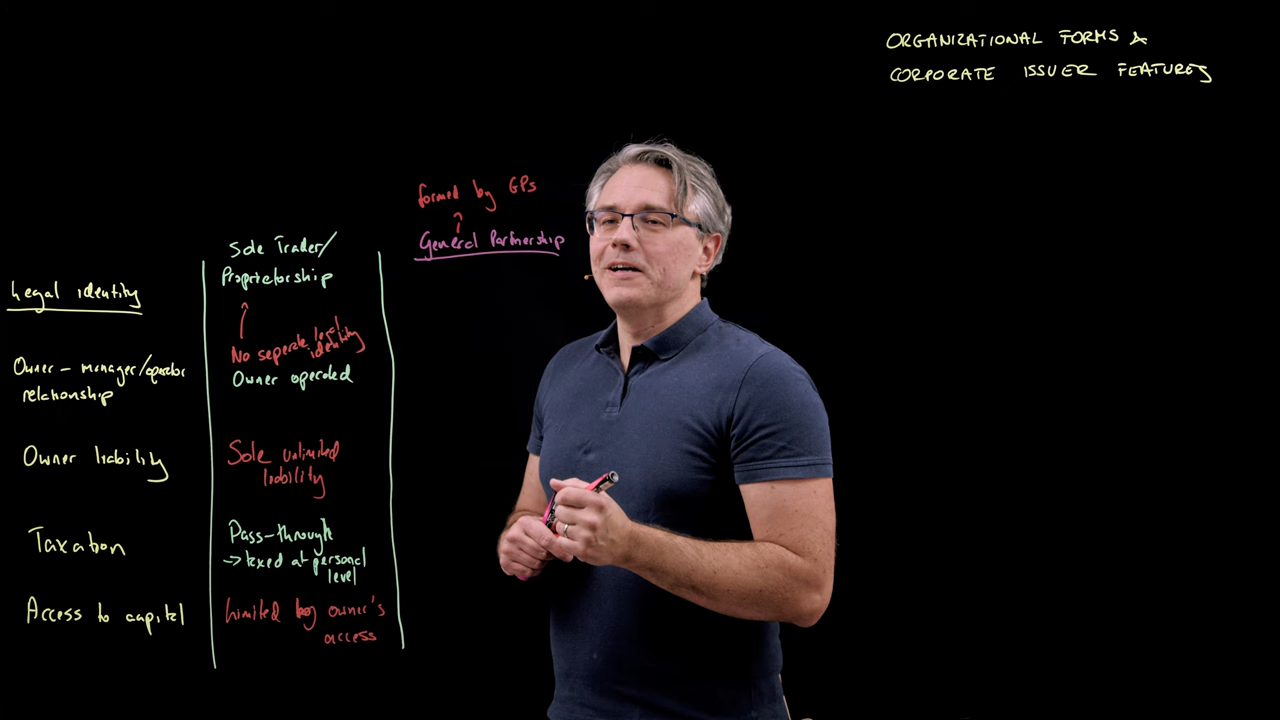 ORGANIZATIONAL FORMS &
CORPORATE ISSUER FEATURES
formed by GPs
General Partnership
Sole Trader/
Proprietorship
Legal identity
No seperate legal
identity
Owner – manager/operator
relationship
Owner operated
Owner liability
Sole unlimited
liability
Taxation
Pass-through
→ taxed at personal
level
Access to capital
Limited by owner's
access